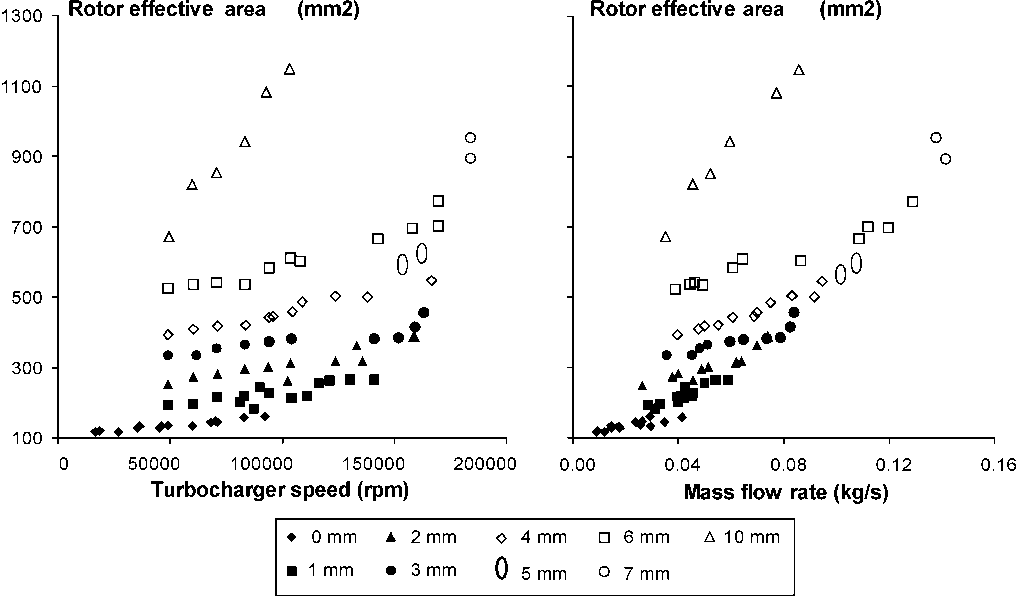 Rotor effective area (mm2) Rotor effective area (mm2)
1300
1100
900
700
500
300
100
0 50000 100000 150000 200000 0.00 0.04 0.08 0.12 0.16
Turbocharger speed (rpm) Mass flow rate (kg/s)
0 mm 2 mm 4 mm 6 mm 10 mm
1 mm 3 mm 5 mm 7 mm